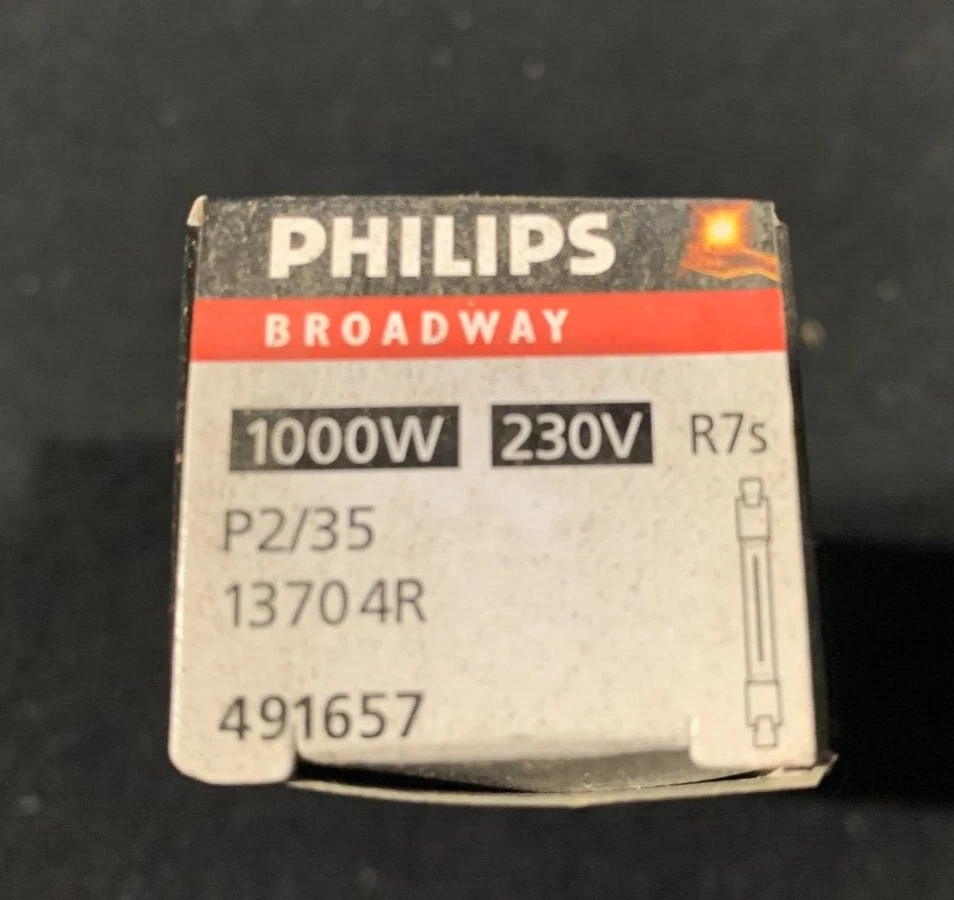 PHILIPS
BROADWAY
1000W 230V R7s
P2/35
13704R
491657